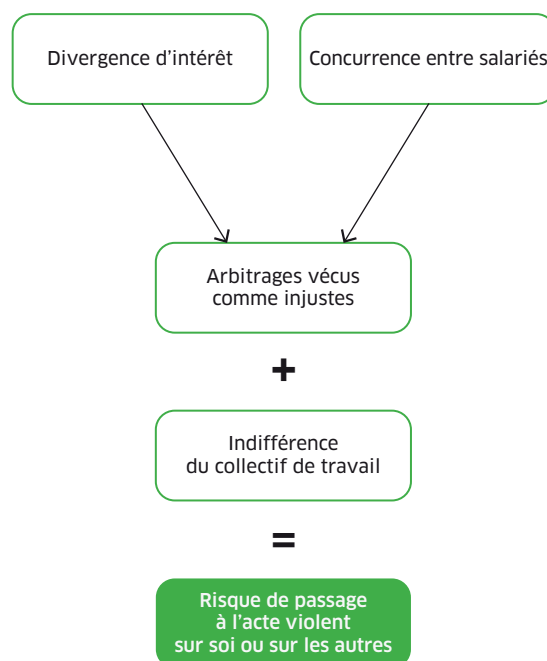 Divergence d'intérêt
Concurrence entre salariés
Arbitrages vécus
comme injustes
+
Indifférence
du collectif de travail
=
Risque de passage
à l'acte violent
sur soi ou sur les autres